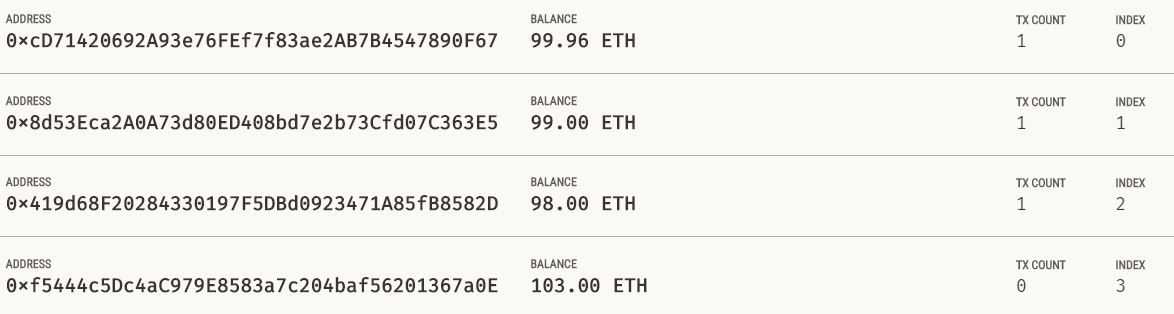 ADDRESS BALANCE TX COUNT INDEX
0xcD71420692A93e76FEf7f83ae2AB7B4547890F67 99.96 ETH 1 0
ADDRESS BALANCE TX COUNT INDEX
0x8d53Eca2A0A73d80ED408bd7e2b73Cfd07C363E5 99.00 ETH 1 1
ADDRESS BALANCE TX COUNT INDEX
0x419d68F20284330197F5DBd0923471A85fB8582D 98.00 ETH 1 2
ADDRESS BALANCE TX COUNT INDEX
0xf5444c5Dc4aC979E8583a7c204baf56201367a0E 103.00 ETH 0 3